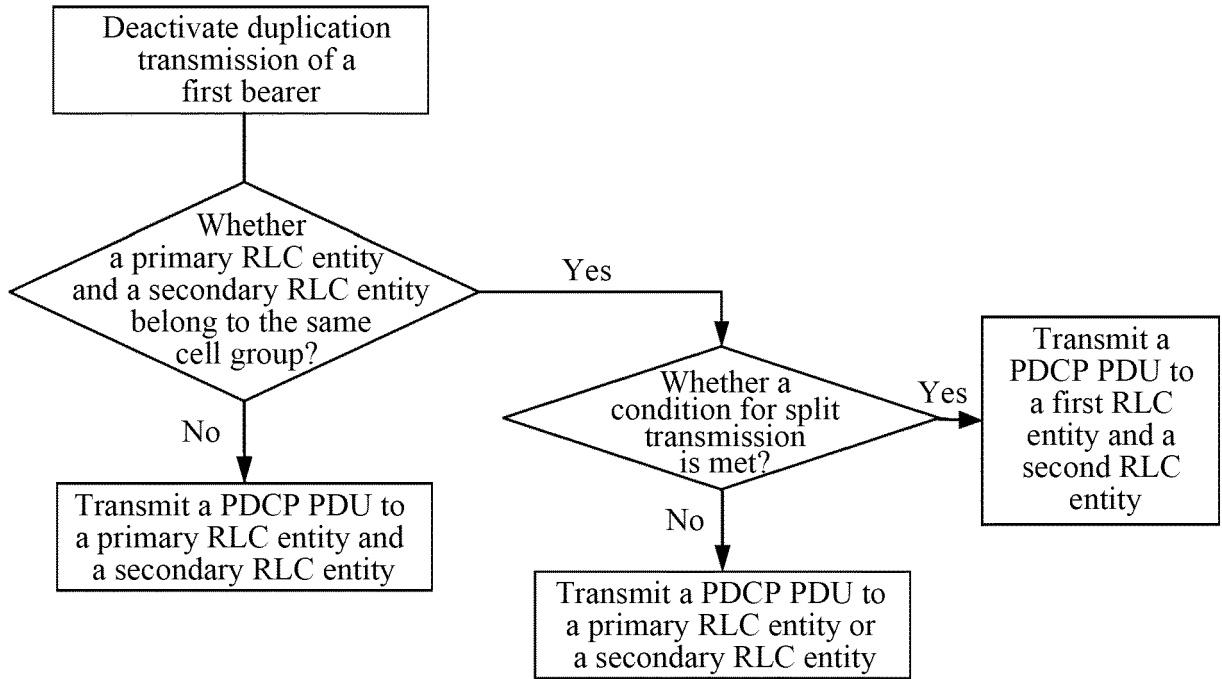 Deactivate duplication
transmission of a
first bearer
Whether
a primary RLC entity
and a secondary RLC entity
belong to the same
cell group?
Yes
No
Transmit a PDCP PDU to
a primary RLC entity and
a secondary RLC entity
Whether a
condition for split
transmission
is met?
Yes
Transmit a
PDCP PDU to
a first RLC
entity and a
second RLC
entity
No
Transmit a PDCP PDU to
a primary RLC entity or
a secondary RLC entity